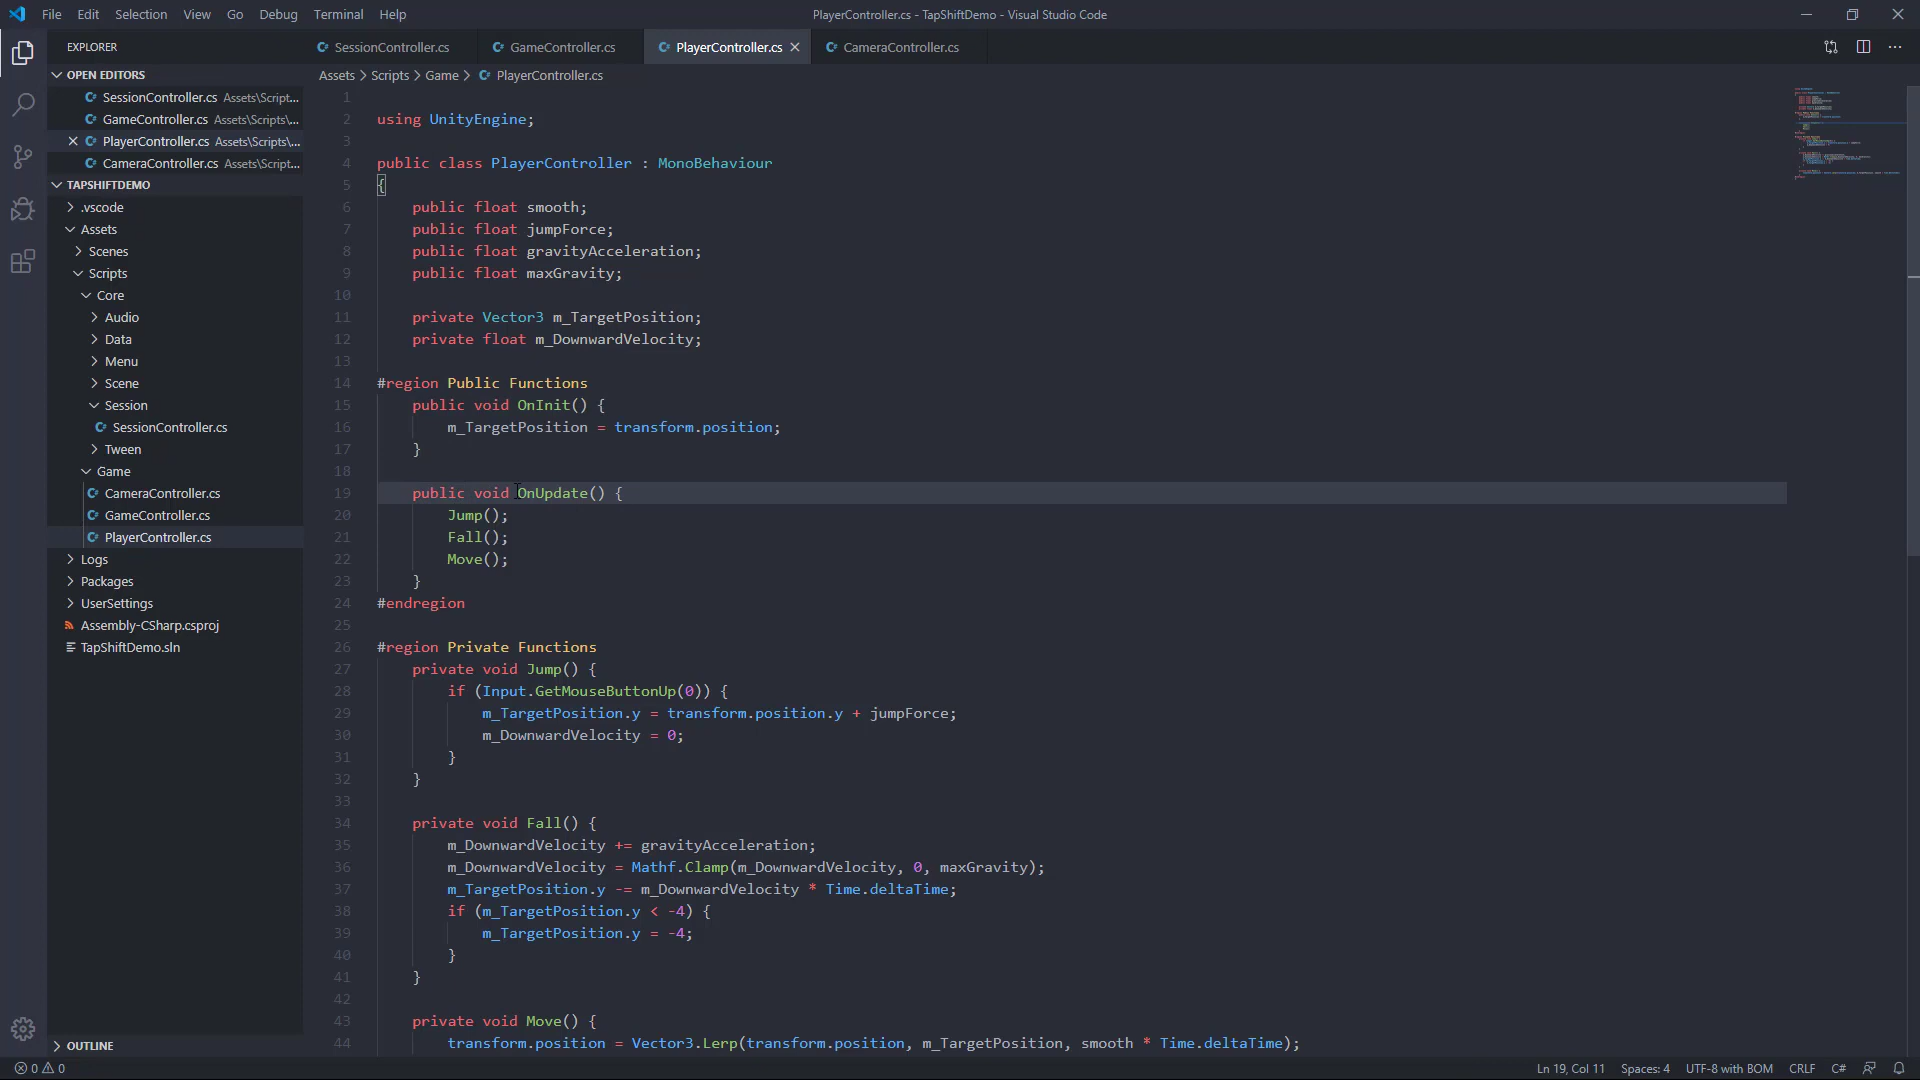 File Edit Selection View Go Debug Terminal Help
PlayerController.cs - TapShiftDemo - Visual Studio Code
EXPLORER
SessionController.cs GameController.cs PlayerController.cs CameraController.cs
OPEN EDITORS
SessionController.cs Assets\Script...
GameController.cs Assets\Scripts\...
PlayerController.cs Assets\Scripts\...
CameraController.cs Assets\Script...
TAPSHIFTDEMO
.vscode
Assets
Scenes
Scripts
Core
Audio
Data
Menu
Scene
Session
SessionController.cs
Tween
Game
CameraController.cs
GameController.cs
PlayerController.cs
Logs
Packages
UserSettings
Assembly-CSharp.csproj
TapShiftDemo.sln
OUTLINE
Assets > Scripts > Game > PlayerController.cs
1
2 using UnityEngine;
3
4 public class PlayerController : MonoBehaviour
5 {
6 public float smooth;
7 public float jumpForce;
8 public float gravityAcceleration;
9 public float maxGravity;
10
11 private Vector3 m_TargetPosition;
12 private float m_DownwardVelocity;
13
14 #region Public Functions
15 public void OnInit() {
16 m_TargetPosition = transform.position;
17 }
18
19 public void OnUpdate() {
20 Jump();
21 Fall();
22 Move();
23 }
24 #endregion
25
26 #region Private Functions
27 private void Jump() {
28 if (Input.GetMouseButtonUp(0)) {
29 m_TargetPosition.y = transform.position.y + jumpForce;
30 m_DownwardVelocity = 0;
31 }
32 }
33
34 private void Fall() {
35 m_DownwardVelocity += gravityAcceleration;
36 m_DownwardVelocity = Mathf.Clamp(m_DownwardVelocity, 0, maxGravity);
37 m_TargetPosition.y -= m_DownwardVelocity * Time.deltaTime;
38 if (m_TargetPosition.y < -4) {
39 m_TargetPosition.y = -4;
40 }
41 }
42
43 private void Move() {
44 transform.position = Vector3.Lerp(transform.position, m_TargetPosition, smooth * Time.deltaTime);
0 0
Ln 19, Col 11 Spaces: 4 UTF-8 with BOM CRLF C#